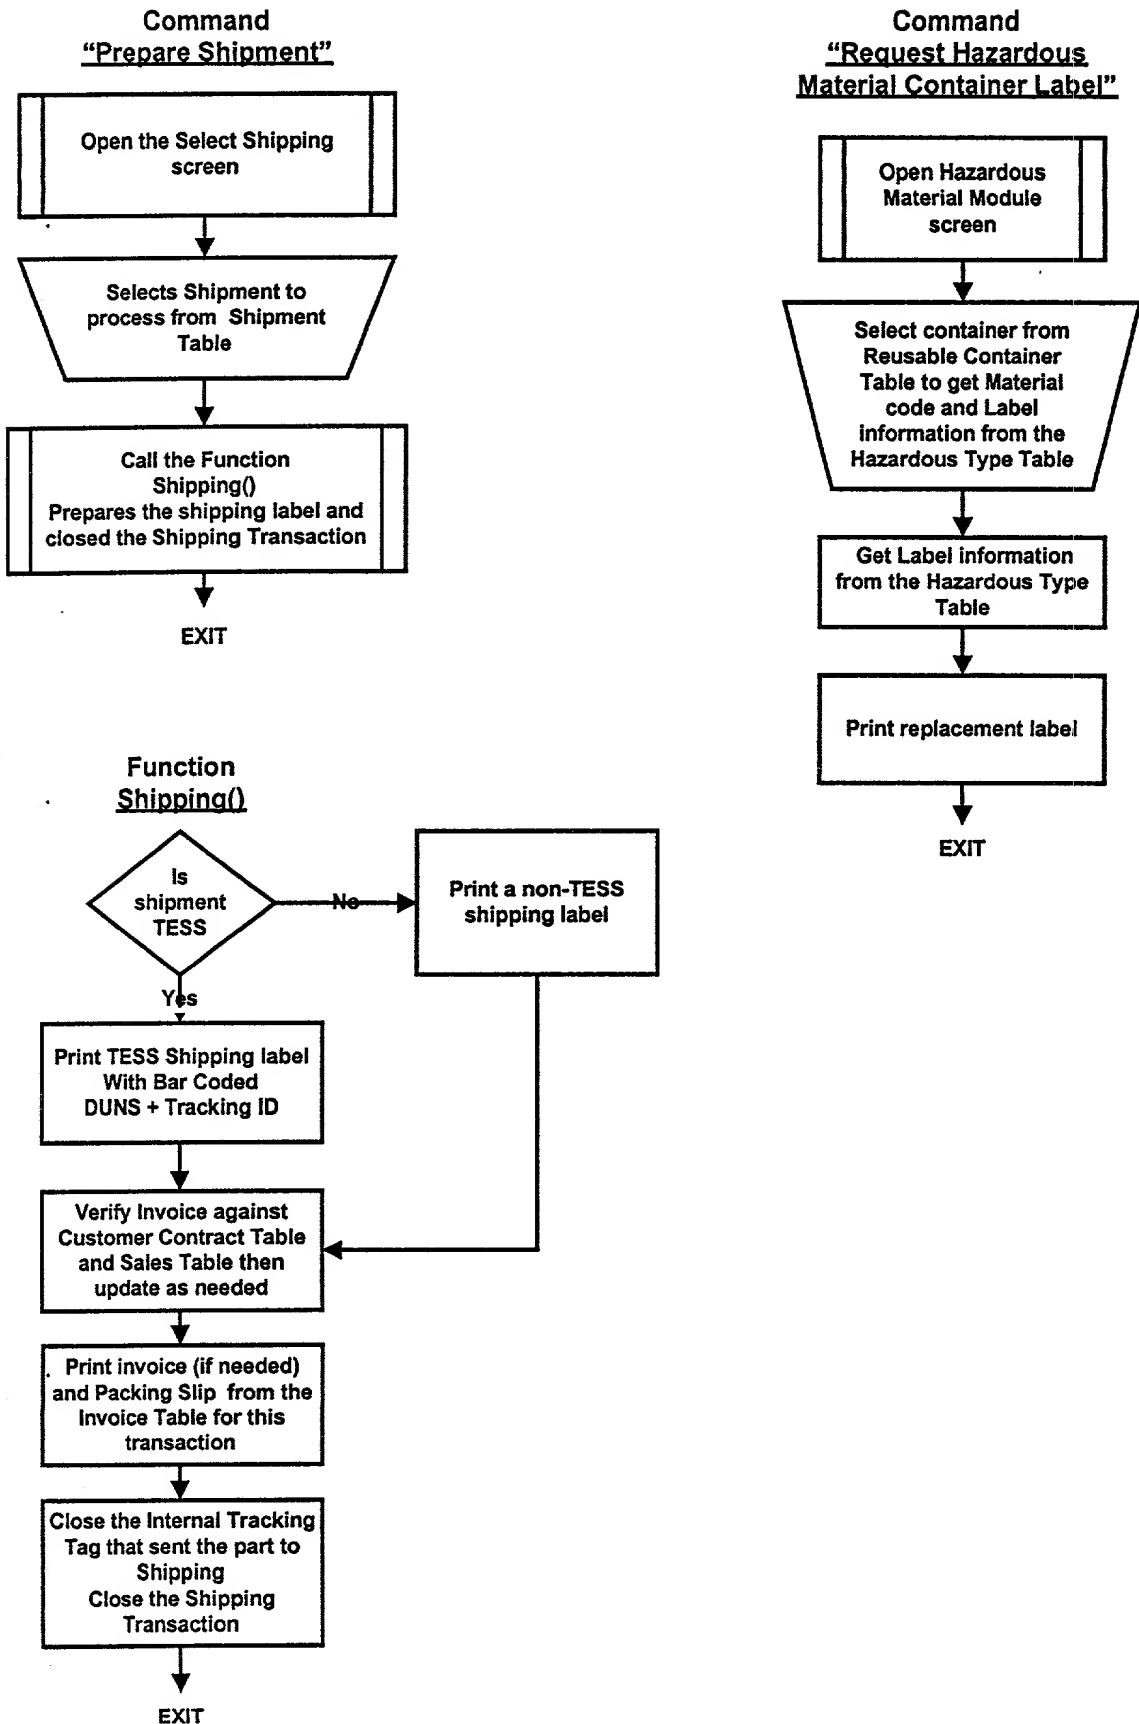 Command
“Prepare Shipment”
Open the Select Shipping
screen
Selects Shipment to
process from Shipment
Table
Call the Function
Shipping()
Prepares the shipping label and
closed the Shipping Transaction
EXIT
Command
“Request Hazardous
Material Container Label”
Open Hazardous
Material Module
screen
Select container from
Reusable Container
Table to get Material
code and Label
information from the
Hazardous Type Table
Get Label information
from the Hazardous Type
Table
Print replacement label
EXIT
Function
Shipping()
Is
shipment
TESS
No
Print a non-TESS
shipping label
Yes
Print TESS Shipping label
With Bar Coded
DUNS + Tracking ID
Verify Invoice against
Customer Contract Table
and Sales Table then
update as needed
Print invoice (if needed)
and Packing Slip from the
Invoice Table for this
transaction
Close the Internal Tracking
Tag that sent the part to
Shipping
Close the Shipping
Transaction
EXIT